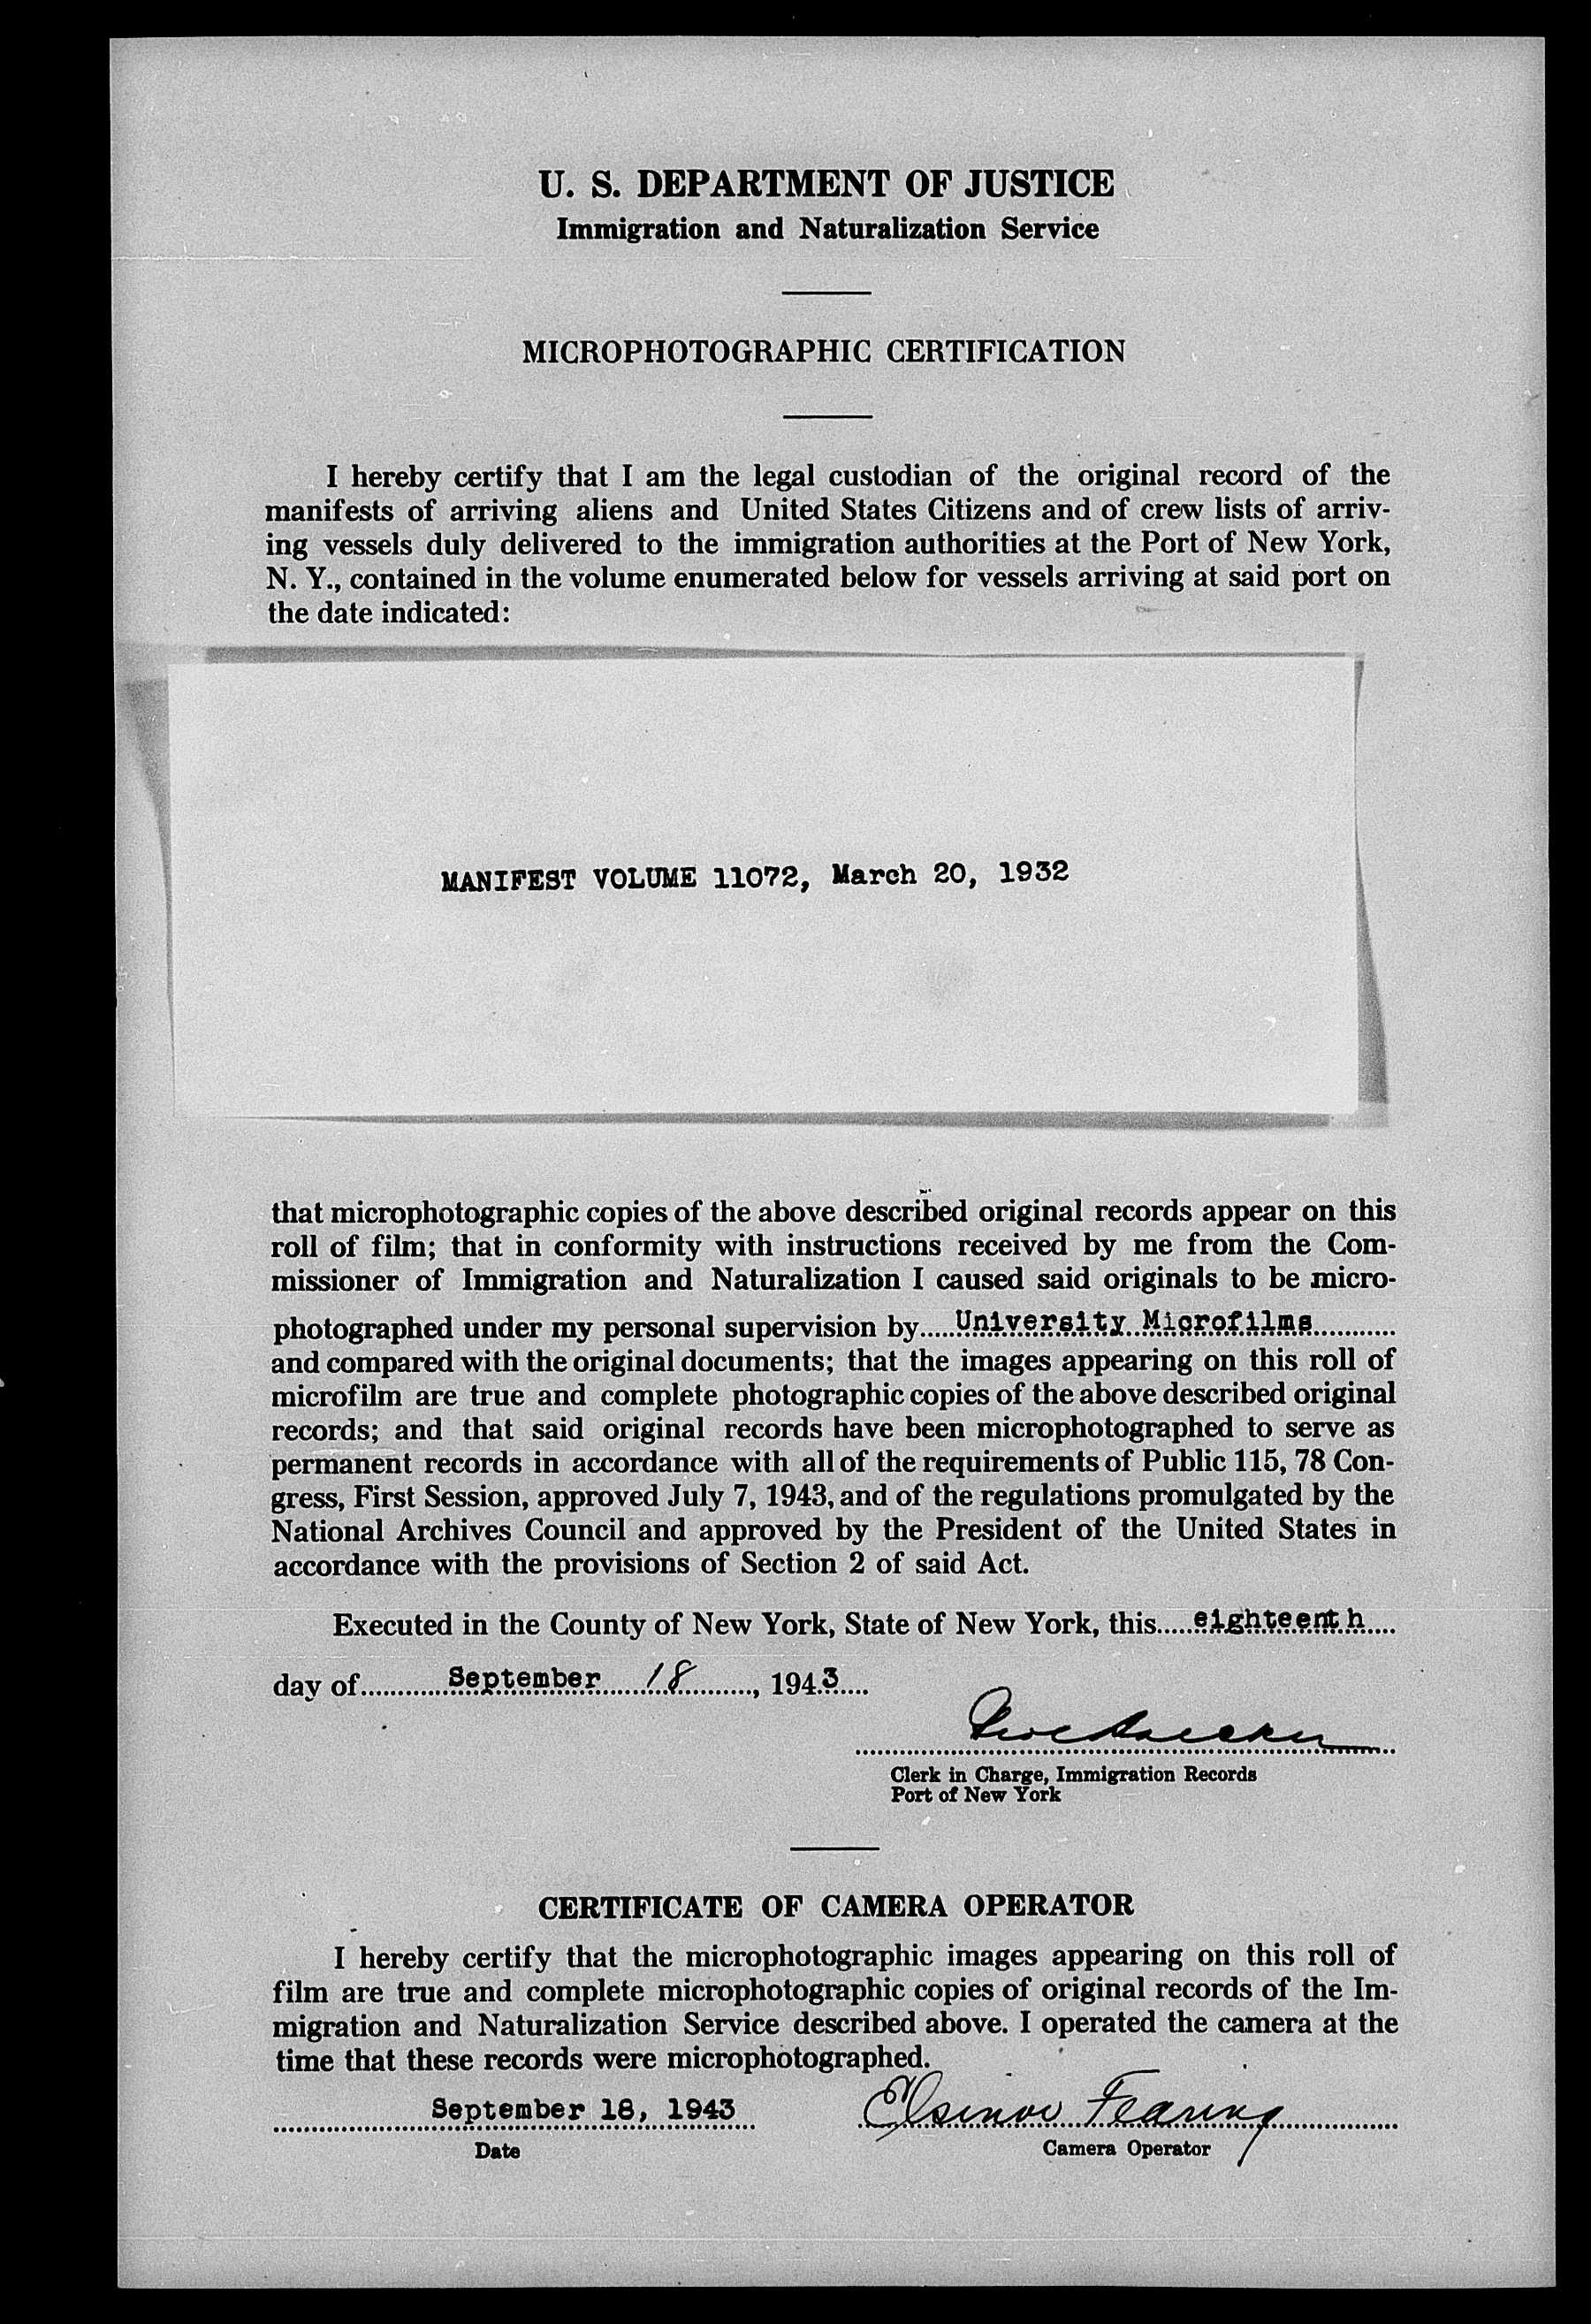 U. S. DEPARTMENT OF JUSTICE
Immigration and Naturalization Service
MICROPHOTOGRAPHIC CERTIFICATION
I hereby certify that I am the legal custodian of the original record of the
manifests of arriving aliens and United States Citizens and of crew lists of arriv-
ing vessels duly delivered to the immigration authorities at the Port of New York,
N. Y., contained in the volume enumerated below for vessels arriving at said port on
the date indicated:
MANIFEST VOLUME 11072, March 20, 1932
that microphotographic copies of the above described original records appear on this
roll of film; that in conformity with instructions received by me from the Com-
missioner of Immigration and Naturalization I caused said originals to be micro-
photographed under my personal supervision by.....University Microfilms...........
and compared with the original documents; that the images appearing on this roll of
microfilm are true and complete photographic copies of the above described original
records; and that said original records have been microphotographed to serve as
permanent records in accordance with all of the requirements of Public 115, 78 Con-
gress, First Session, approved July 7, 1943, and of the regulations promulgated by the
National Archives Council and approved by the President of the United States in
accordance with the provisions of Section 2 of said Act.
Executed in the County of New York, State of New York, this.....eighteenth....
day of............September......18.........., 1943....
Clerk in Charge, Immigration Records
Port of New York
CERTIFICATE OF CAMERA OPERATOR
I hereby certify that the microphotographic images appearing on this roll of
film are true and complete microphotographic copies of original records of the Im-
migration and Naturalization Service described above. I operated the camera at the
time that these records were microphotographed.
September 18, 1943 Elsinor Fearing
Date Camera Operator